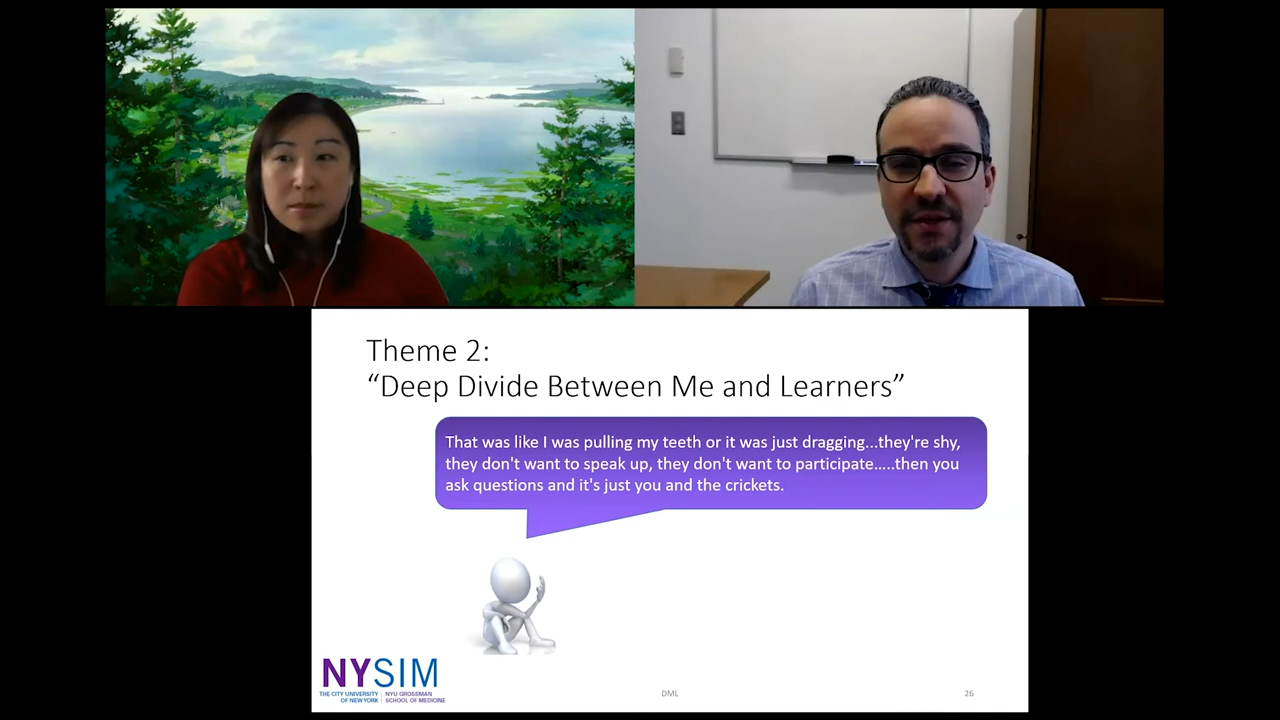 Theme 2:
“Deep Divide Between Me and Learners”
That was like I was pulling my teeth or it was just dragging...they're shy,
they don't want to speak up, they don't want to participate.....then you
ask questions and it's just you and the crickets.
NYSIM
THE CITY UNIVERSITY OF NEW YORK
NYU GROSSMAN SCHOOL OF MEDICINE
DML
26